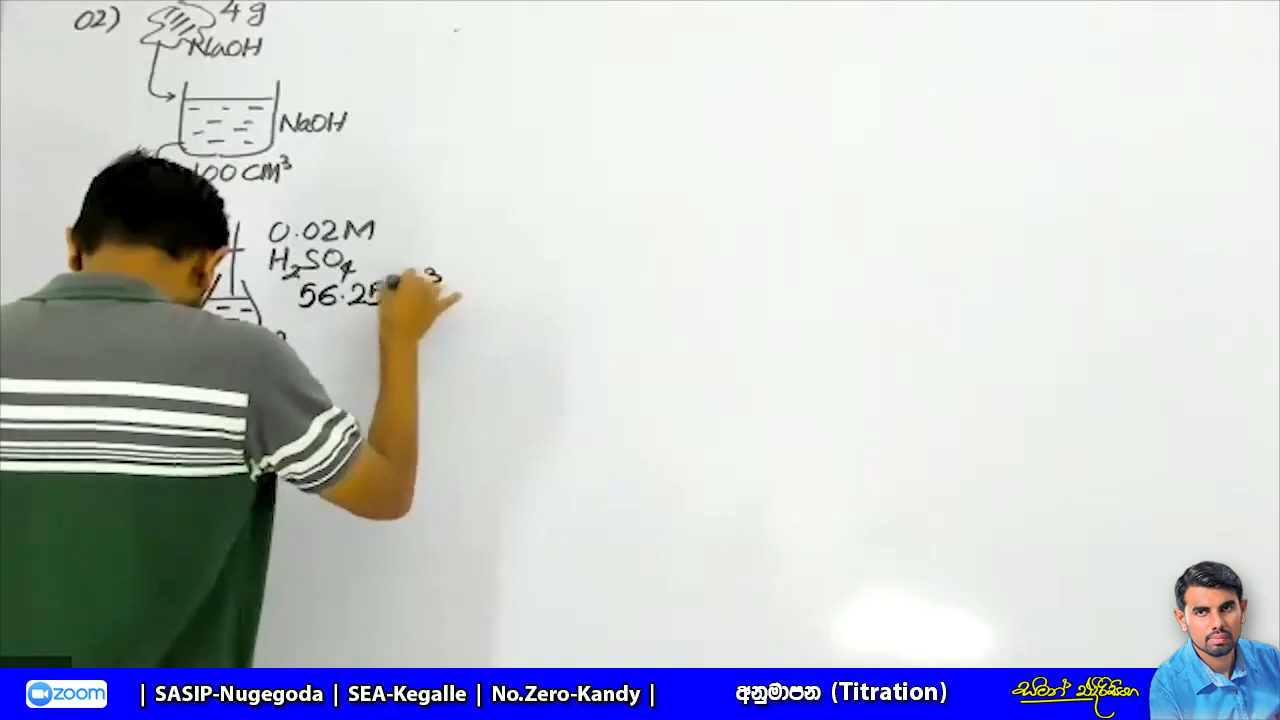 02) 4 g
NaOH
NaOH
100 CM³
0.02 M
H₂SO₄
56.25
3
zoom
| SASIP-Nugegoda | SEA-Kegalle | No.Zero-Kandy |
අනුමාපන (Titration)